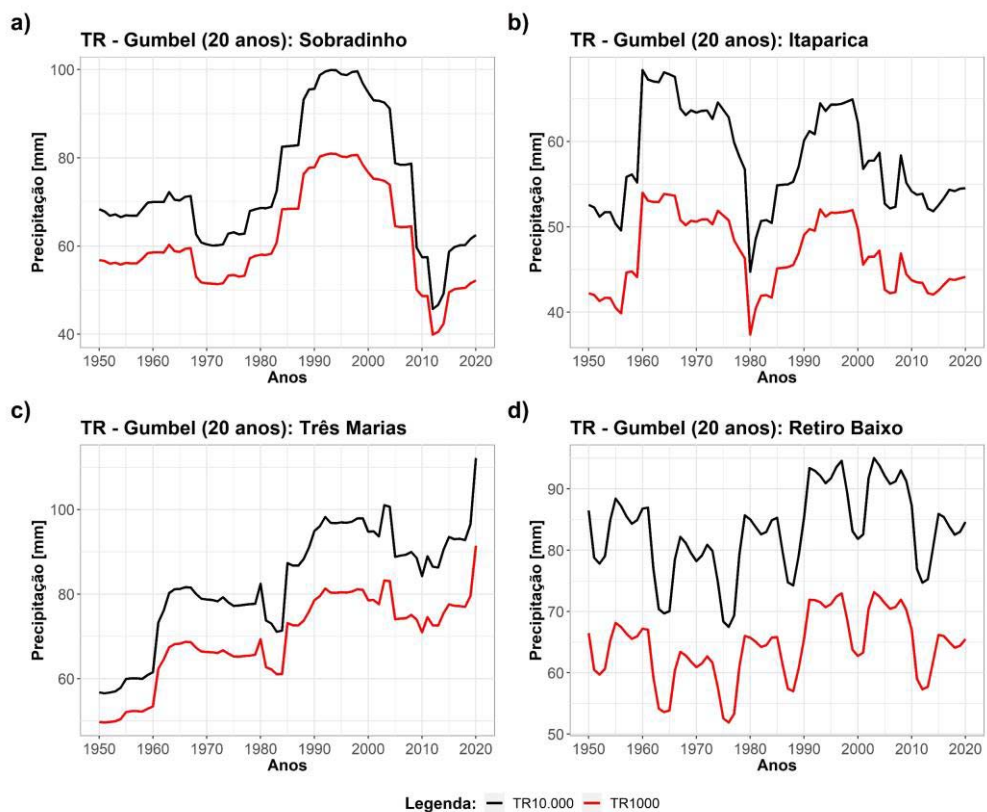 a)
TR - Gumbel (20 anos): Sobradinho
Precipitação [mm]
100
80
60
40
1950 1960 1970 1980 1990 2000 2010 2020
Anos
b)
TR - Gumbel (20 anos): Itaparica
Precipitação [mm]
60
50
40
1950 1960 1970 1980 1990 2000 2010 2020
Anos
c)
TR - Gumbel (20 anos): Três Marias
Precipitação [mm]
100
80
60
1950 1960 1970 1980 1990 2000 2010 2020
Anos
d)
TR - Gumbel (20 anos): Retiro Baixo
Precipitação [mm]
90
80
70
60
50
1950 1960 1970 1980 1990 2000 2010 2020
Anos
Legenda: TR10.000 TR1000